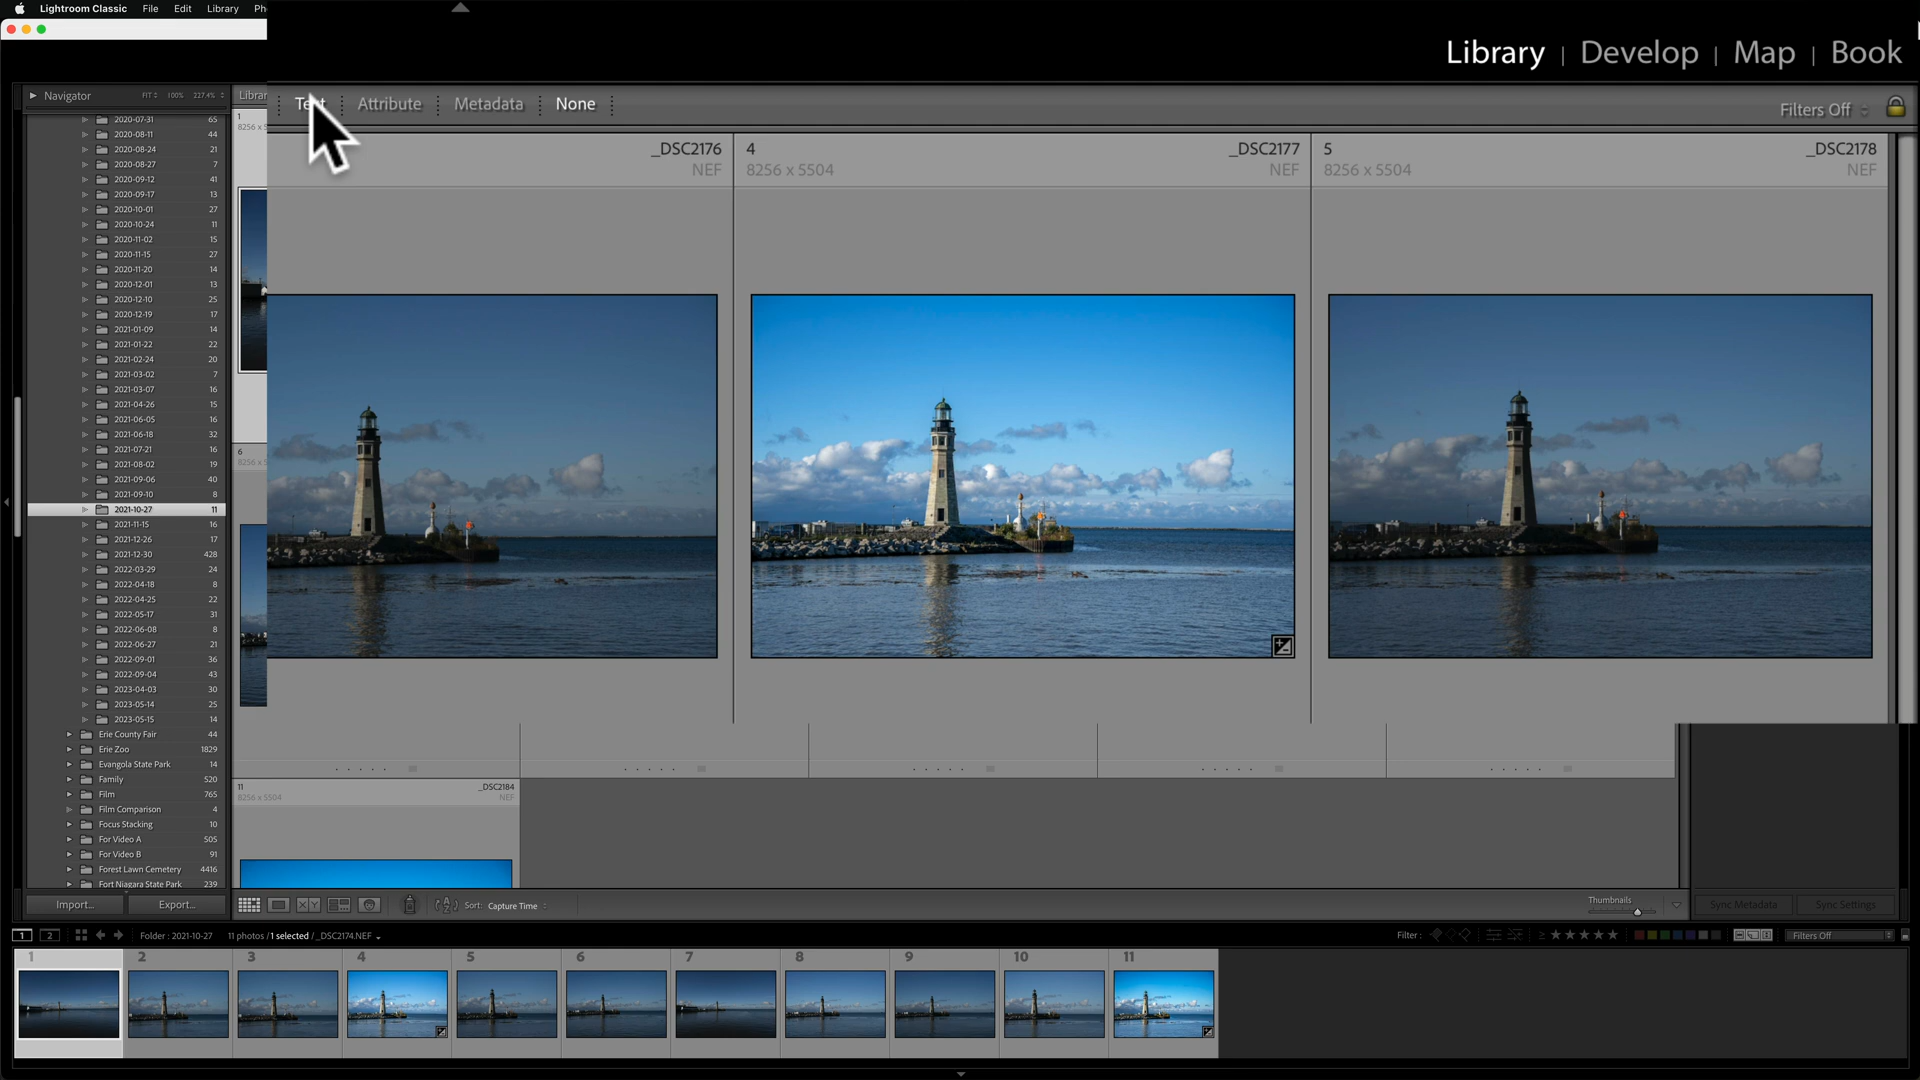 Lightroom Classic File Edit Library
Library | Develop | Map | Book
Navigator FIT 100% 227.4%
Attribute Metadata None Filters Off
2020-07-31 65
2020-08-11 44
2020-08-24 21
2020-08-27 7
2020-09-12 41
2020-09-17 13
2020-10-01 27
2020-10-24 11
2020-11-02 15
2020-11-15 27
2020-11-20 14
2020-12-01 13
2020-12-10 25
2020-12-19 17
2021-01-09 14
2021-01-22 22
2021-02-24 20
2021-03-02 7
2021-03-07 16
2021-04-26 15
2021-06-05 16
2021-06-18 32
2021-07-21 16
2021-08-02 19
2021-09-06 40
2021-09-10 8
2021-10-27 11
2021-11-15 16
2021-12-26 17
2021-12-30 428
2022-03-29 24
2022-04-18 8
2022-04-25 22
2022-05-17 31
2022-06-08 8
2022-06-27 21
2022-09-01 36
2022-09-04 43
2023-04-03 30
2023-05-14 25
2023-05-15 14
Erie County Fair 44
Erie Zoo 1829
Evangola State Park 14
Family 520
Film 765
Film Comparison 4
Focus Stacking 10
For Video A 505
For Video B 91
Forest Lawn Cemetery 4416
Fort Niagara State Park 239
Import... Export...
1
_DSC2176
NEF
4 _DSC2177
8256 x 5504 NEF
5 _DSC2178
8256 x 5504 NEF
6
11 _DSC2184
8256 x 5504 NEF
XY Sort: Capture Time
Thumbnails
Sync Metadata Sync Settings
1 2 Folder : 2021-10-27 11 photos / 1 selected / _DSC2174.NEF
Filter : ≥ ★★★★★ Filters Off
1 2 3 4 5 6 7 8 9 10 11